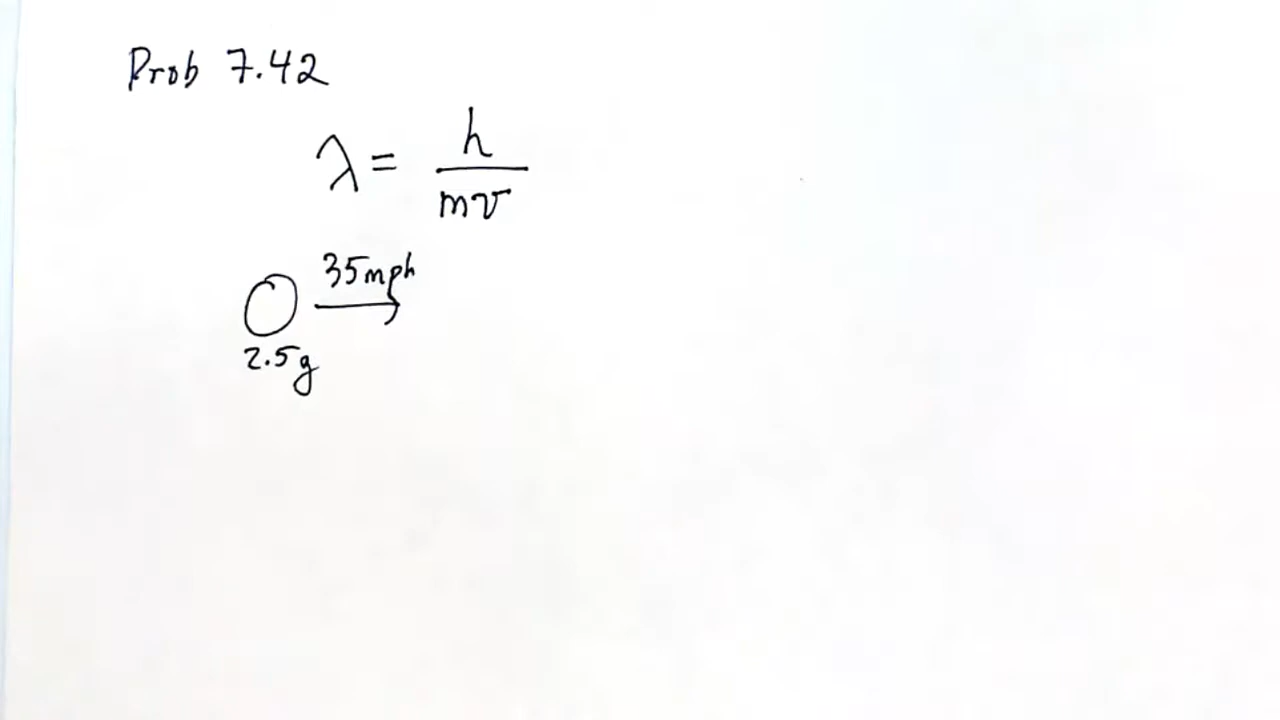 Prob 7.42
λ = h/mv
35mph
2.5g